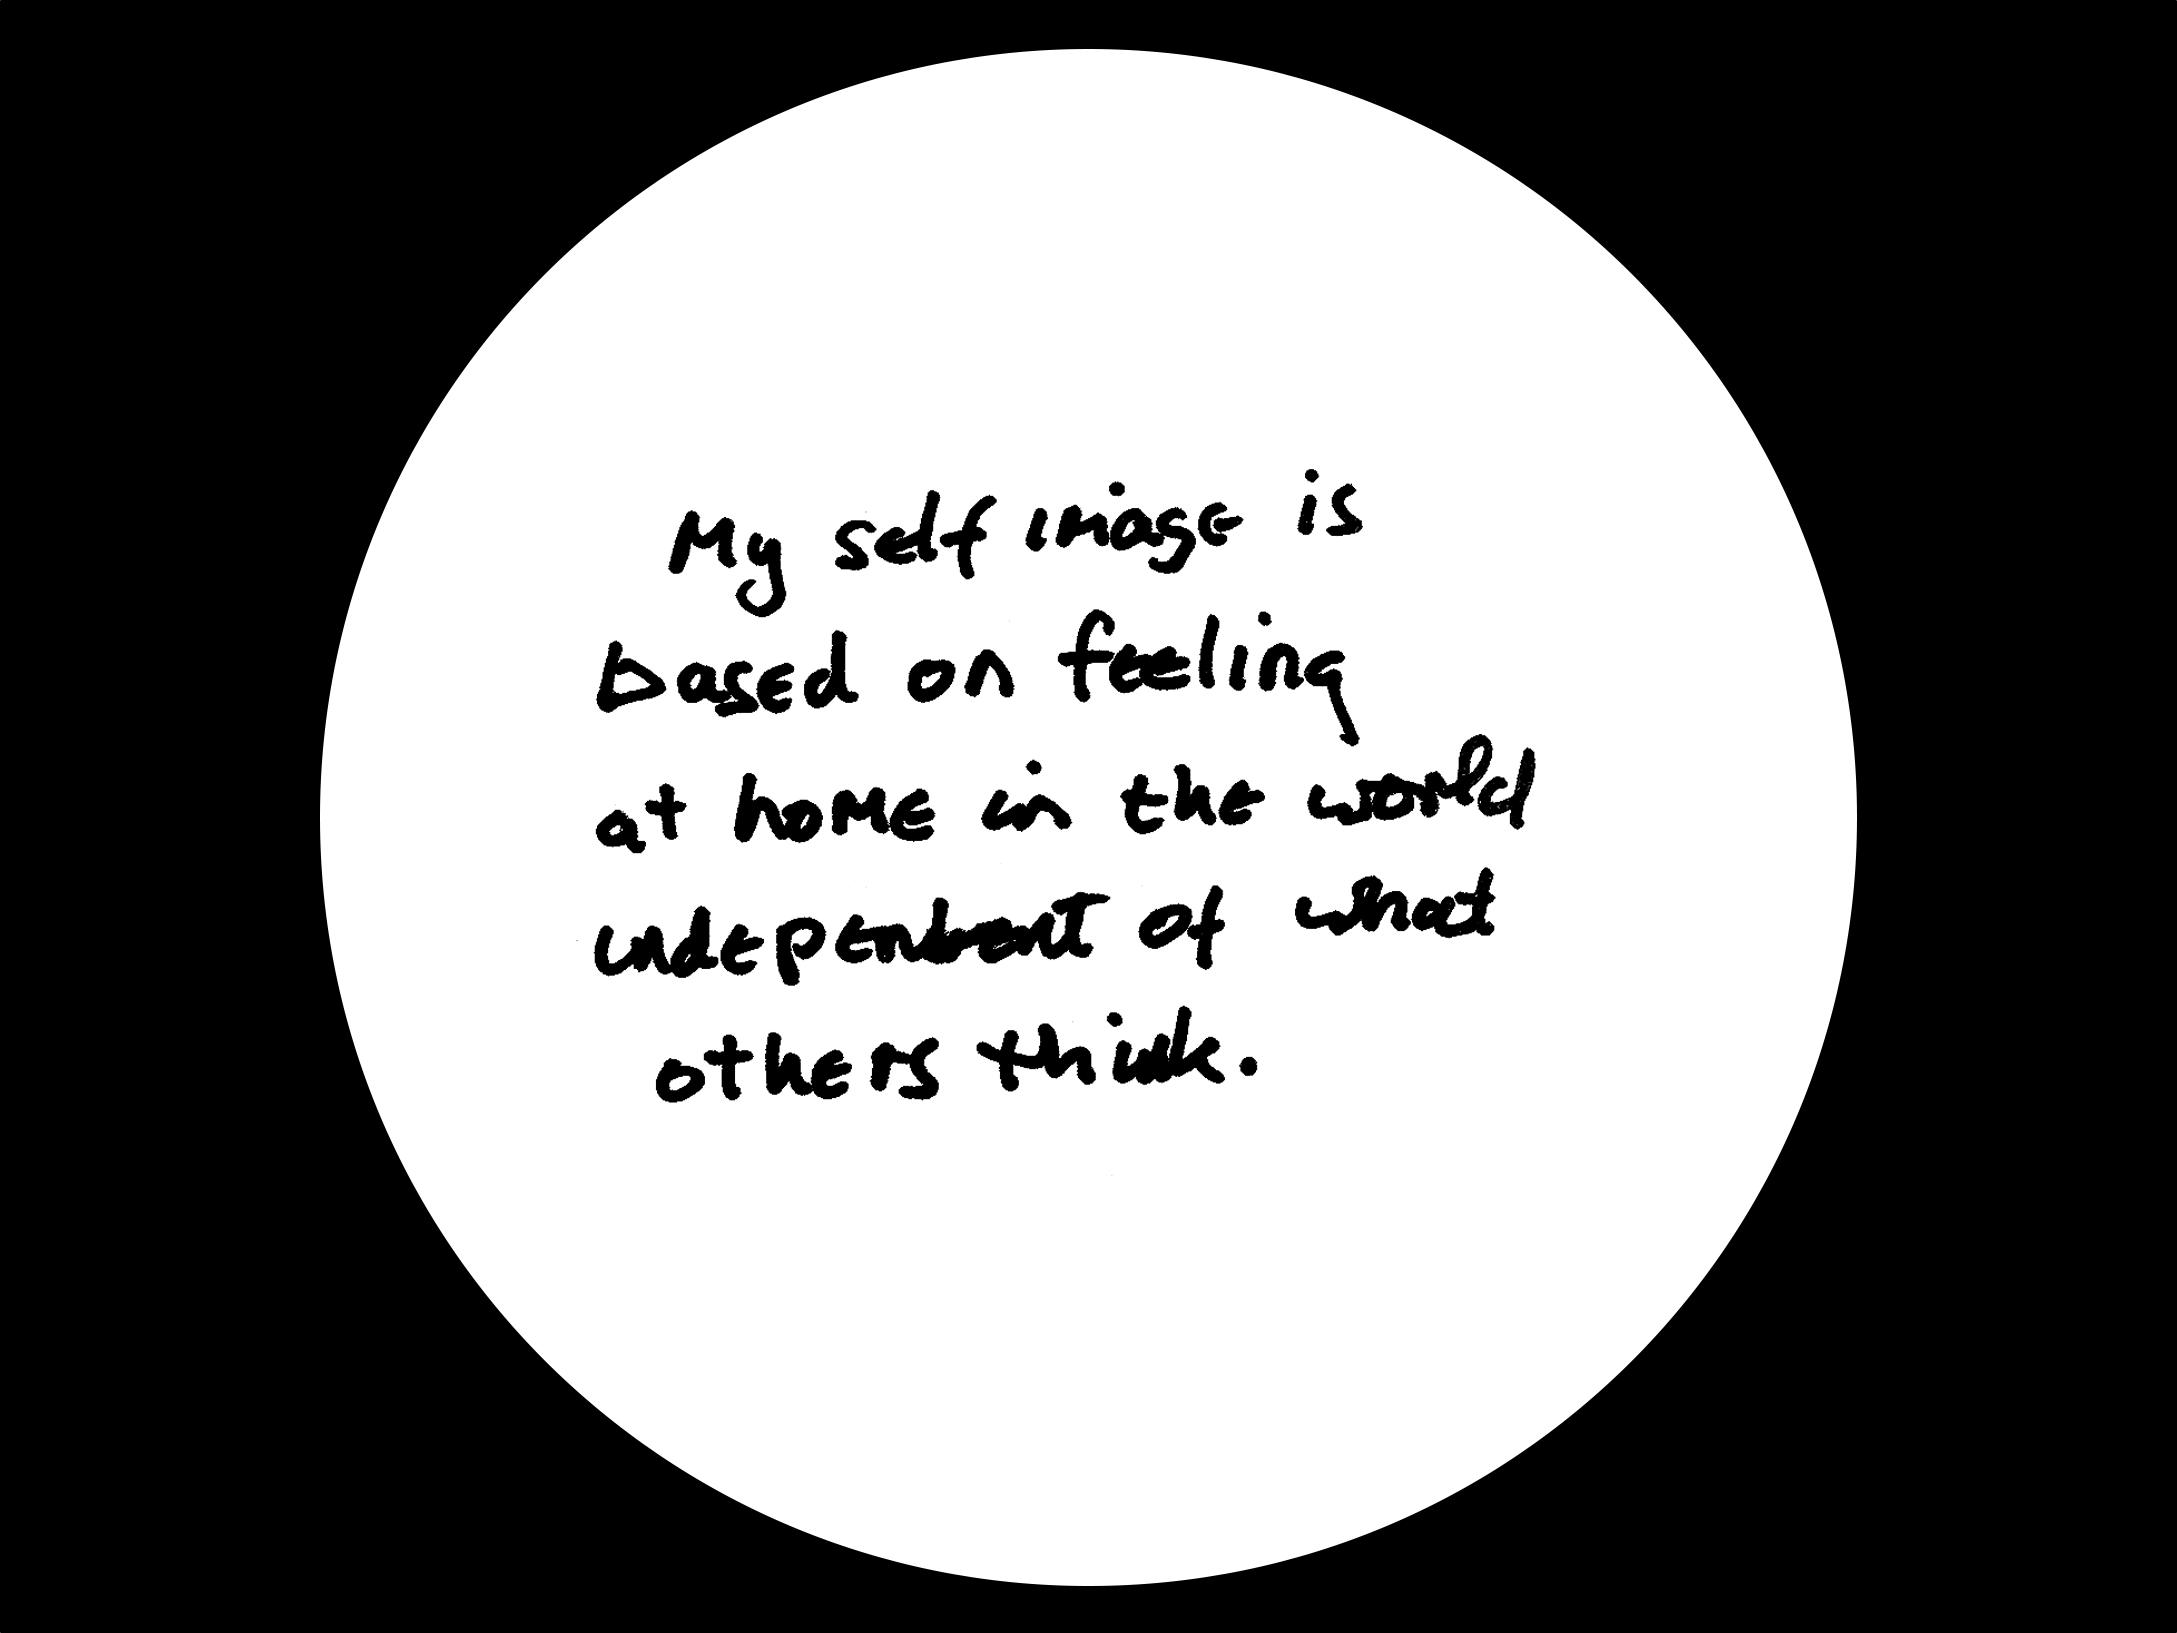 My self image is
based on feeling
at home in the world
independent of what
others think.